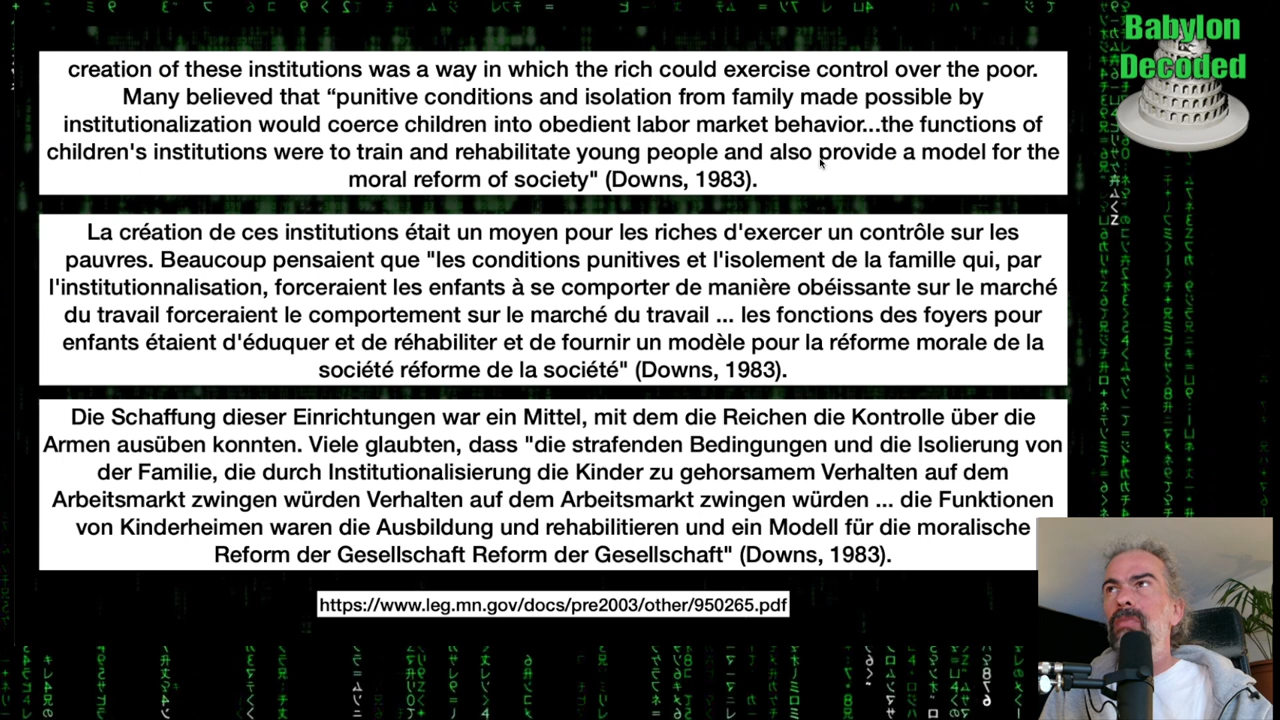 Babylon
Decoded
creation of these institutions was a way in which the rich could exercise control over the poor.
Many believed that “punitive conditions and isolation from family made possible by
institutionalization would coerce children into obedient labor market behavior...the functions of
children's institutions were to train and rehabilitate young people and also provide a model for the
moral reform of society" (Downs, 1983).
La création de ces institutions était un moyen pour les riches d'exercer un contrôle sur les
pauvres. Beaucoup pensaient que "les conditions punitives et l'isolement de la famille qui, par
l'institutionnalisation, forceraient les enfants à se comporter de manière obéissante sur le marché
du travail forceraient le comportement sur le marché du travail ... les fonctions des foyers pour
enfants étaient d'éduquer et de réhabiliter et de fournir un modèle pour la réforme morale de la
société réforme de la société" (Downs, 1983).
Die Schaffung dieser Einrichtungen war ein Mittel, mit dem die Reichen die Kontrolle über die
Armen ausüben konnten. Viele glaubten, dass "die strafenden Bedingungen und die Isolierung von
der Familie, die durch Institutionalisierung die Kinder zu gehorsamem Verhalten auf dem
Arbeitsmarkt zwingen würden Verhalten auf dem Arbeitsmarkt zwingen würden ... die Funktionen
von Kinderheimen waren die Ausbildung und rehabilitieren und ein Modell für die moralische
Reform der Gesellschaft Reform der Gesellschaft" (Downs, 1983).
https://www.leg.mn.gov/docs/pre2003/other/950265.pdf